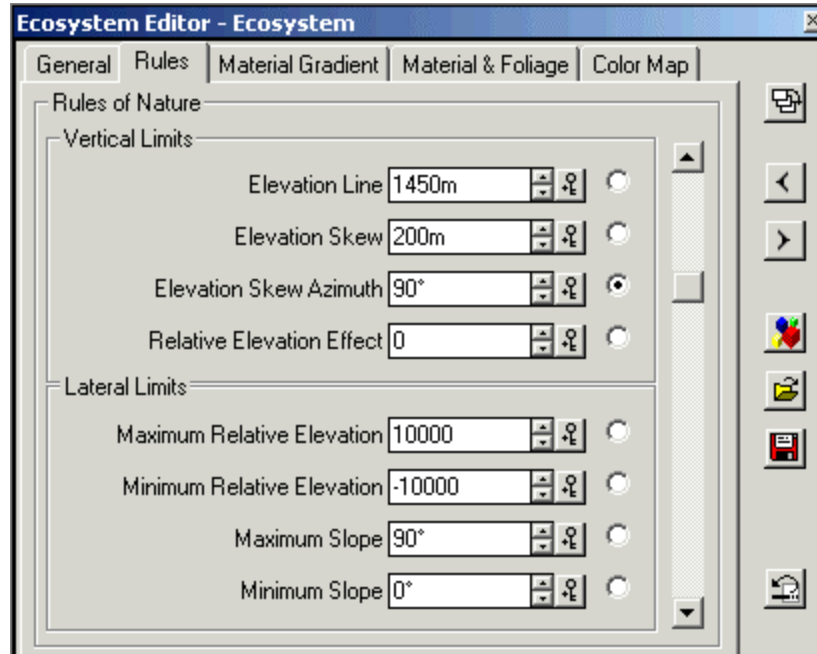 Ecosystem Editor - Ecosystem
General Rules Material Gradient Material & Foliage Color Map
Rules of Nature
Vertical Limits
Elevation Line 1450m
Elevation Skew 200m
Elevation Skew Azimuth 90°
Relative Elevation Effect 0
Lateral Limits
Maximum Relative Elevation 10000
Minimum Relative Elevation -10000
Maximum Slope 90°
Minimum Slope 0°